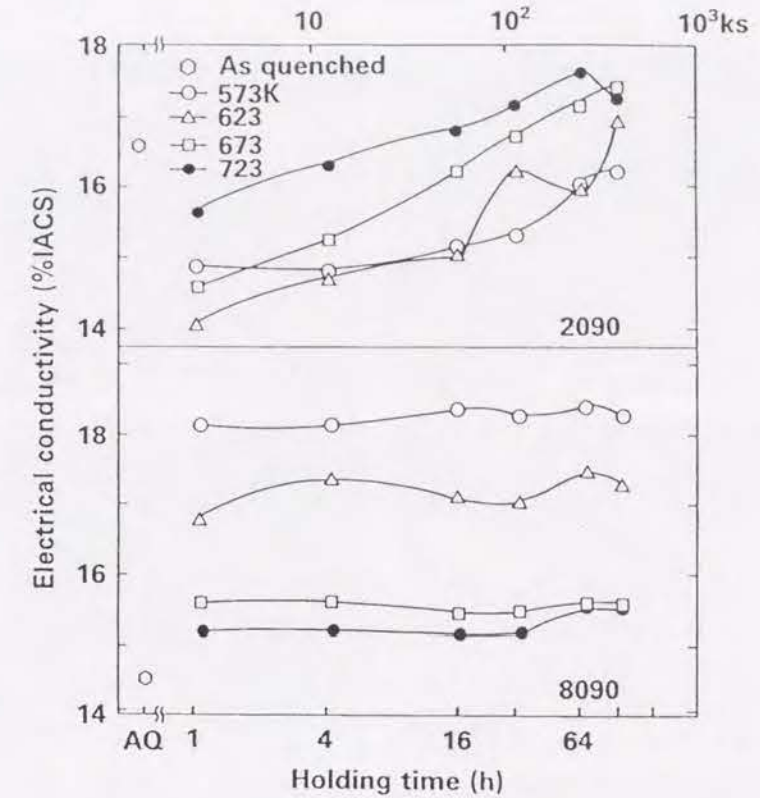 10 10² 10³ks
18
As quenched
573K
623
673
723
16
14
2090
Electrical conductivity (%IACS)
18
16
14
8090
AQ 1 4 16 64
Holding time (h)